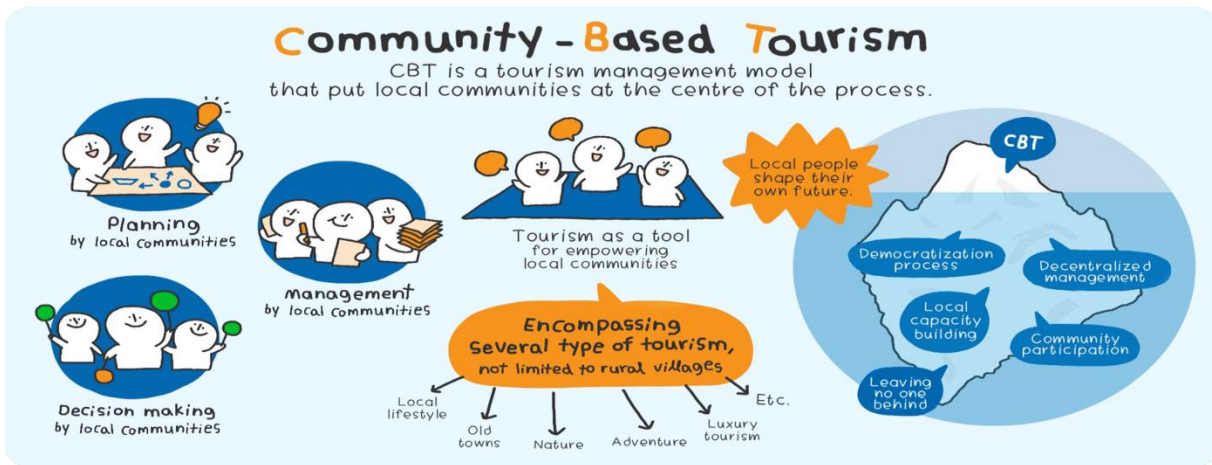 Community - Based Tourism
CBT is a tourism management model
that put local communities at the centre of the process.
Planning
by local communities
Management
by local communities
Decision making
by local communities
Tourism as a tool
for empowering
local communities
Encompassing
several type of tourism,
not limited to rural villages
Local
lifestyle
Old
towns
Nature
Adventure
Luxury
tourism
Etc.
Local people
shape their
own future.
CBT
Democratization
process
Decentralized
management
Local
capacity
building
Community
participation
Leaving
no one
behind